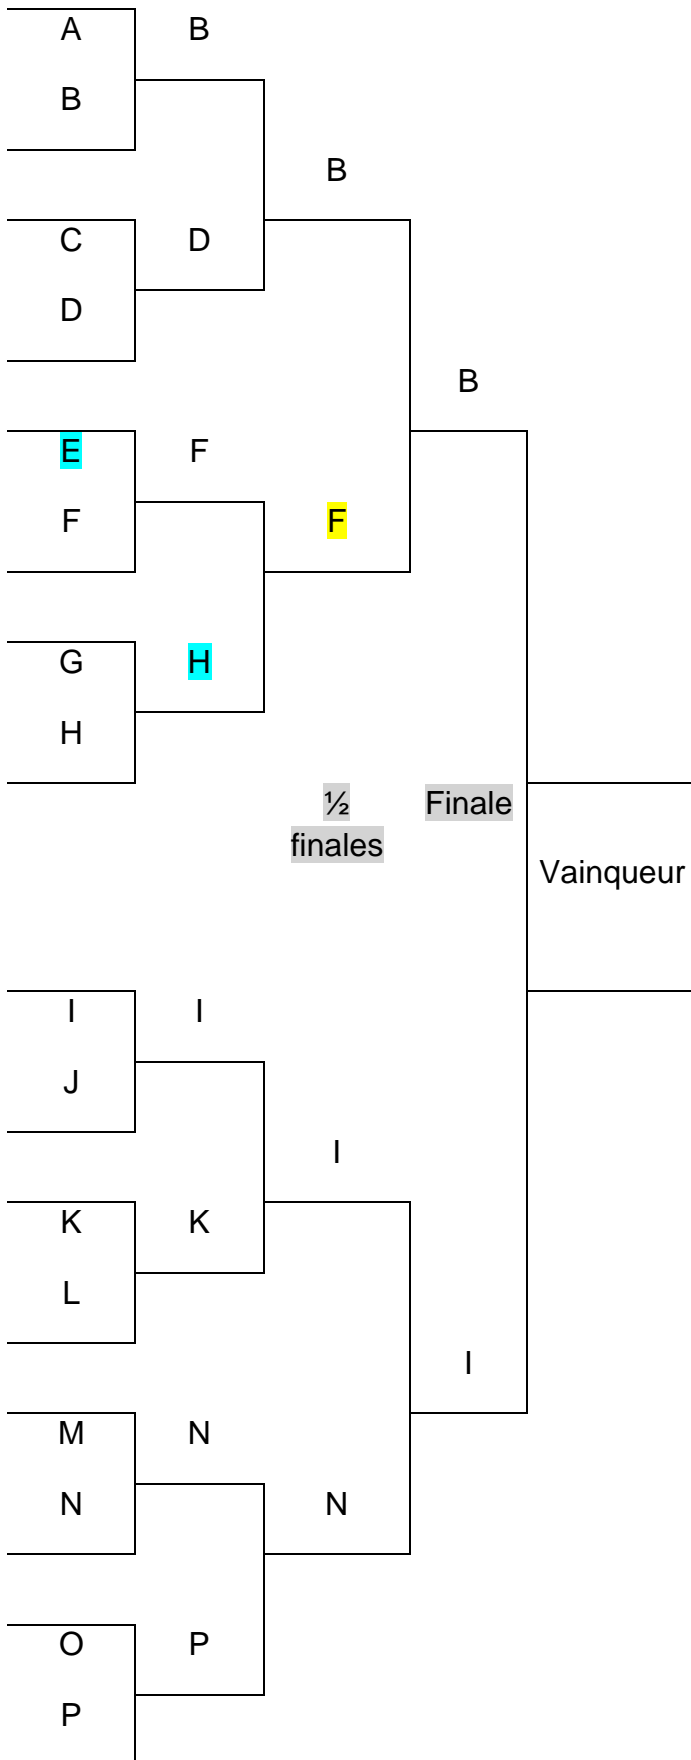 A B
B
B
C D
D
B
E F
F F
G H
H
½ Finale
finales
Vainqueur
I I
J
I
K K
L
I
M N
N N
O P
P